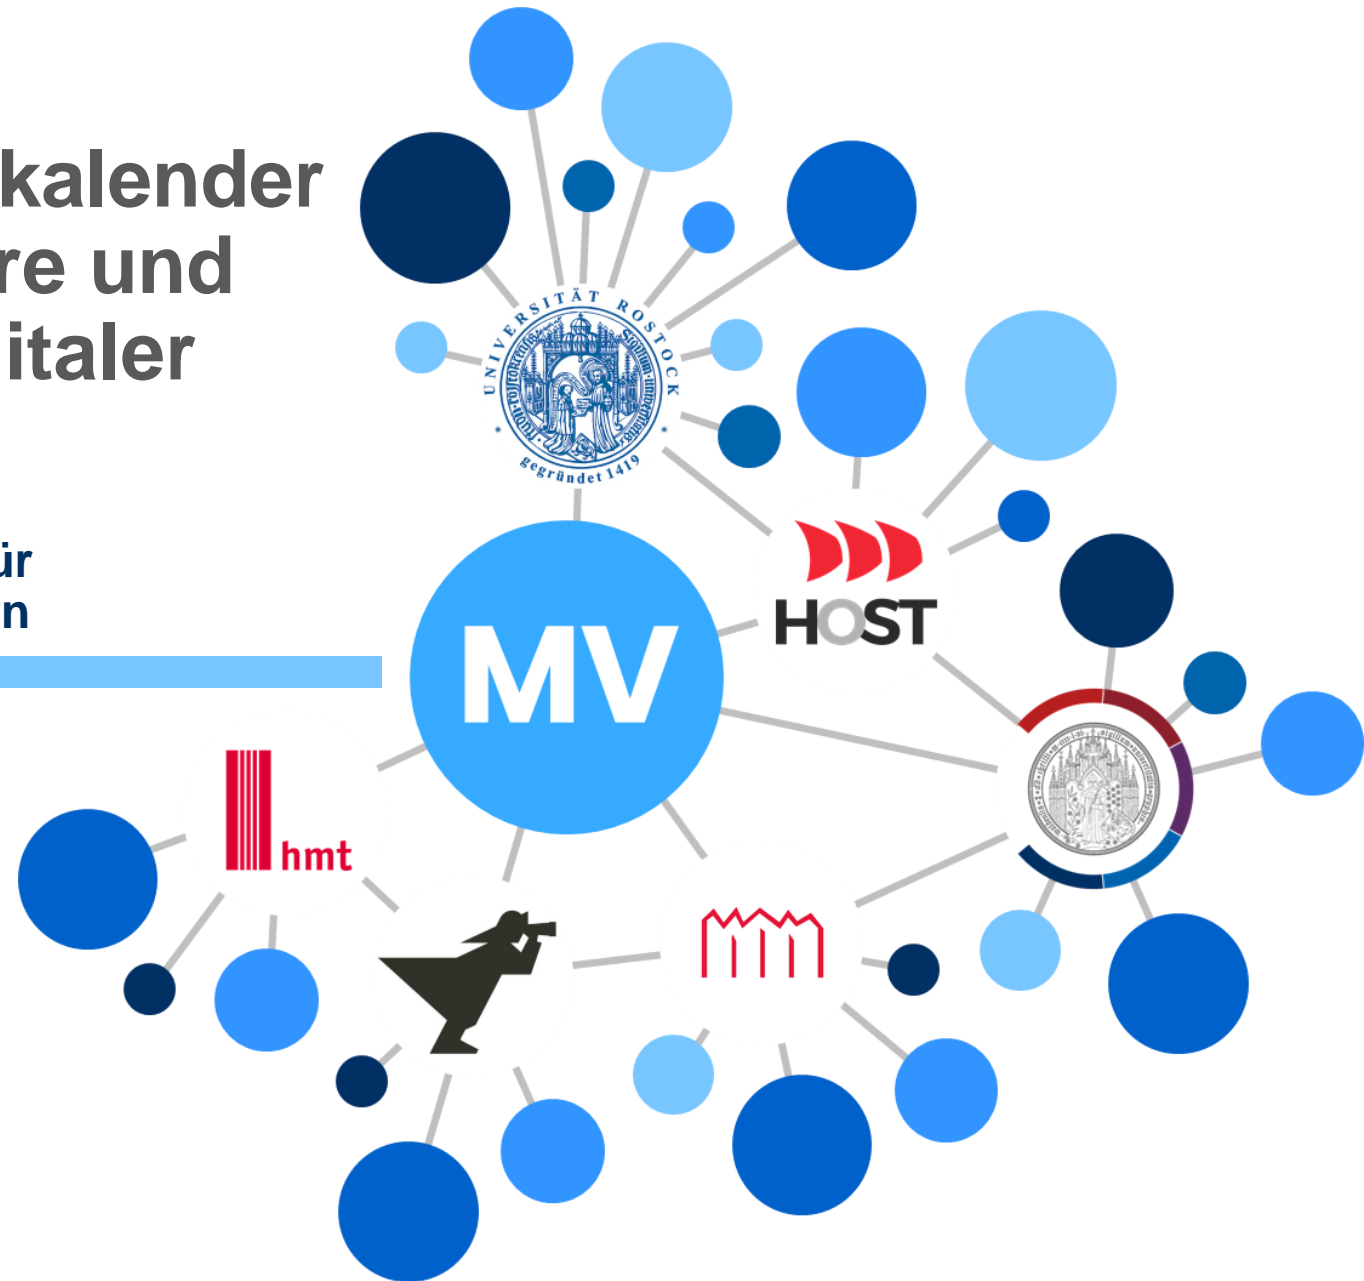 kalender
re und
italer
ür
n
UNIVERSITÄT ROSTOCK
gegründet 1419
HOST
MV
hmt